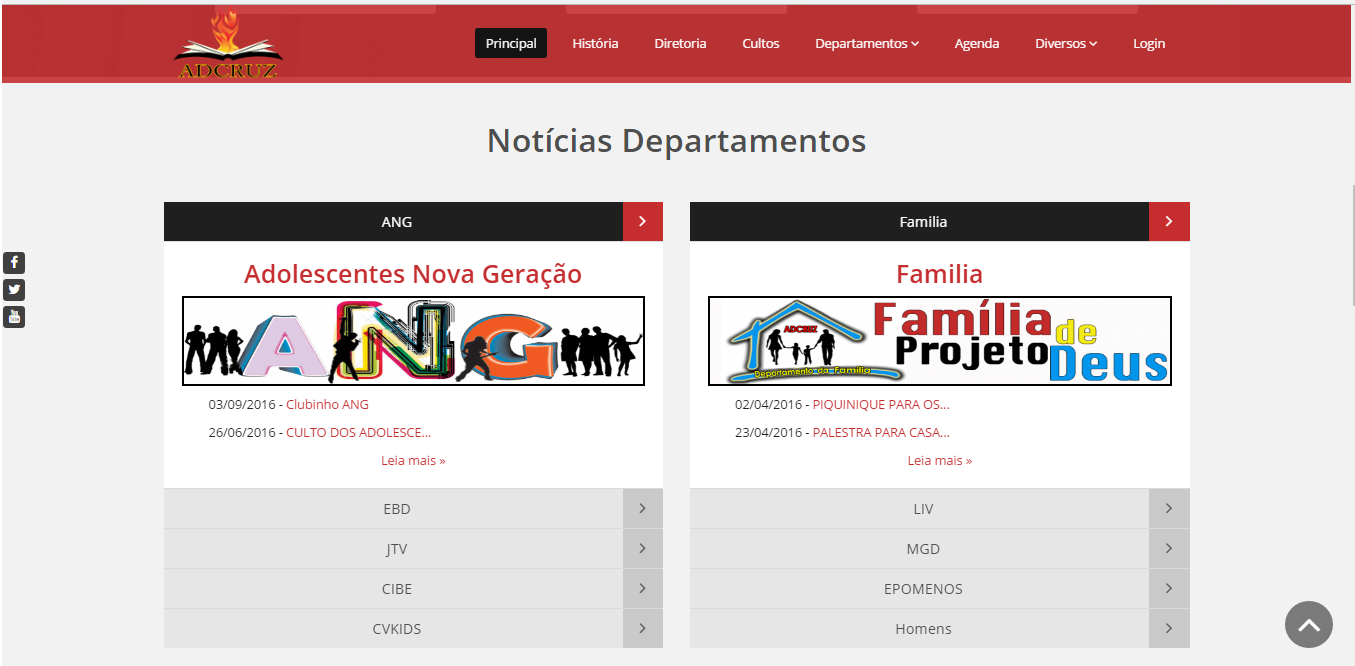 ADCRUZ
Principal História Diretoria Cultos Departamentos Agenda Diversos Login
Notícias Departamentos
ANG
Adolescentes Nova Geração
ANG
03/09/2016 - Clubinho ANG
26/06/2016 - CULTO DOS ADOLESCE...
Leia mais »
EBD
JTV
CIBE
CVKIDS
Familia
Familia
ADCRUZ
Departamento da Família
Família
de
Projeto
Deus
02/04/2016 - PIQUINIQUE PARA OS...
23/04/2016 - PALESTRA PARA CASA...
Leia mais »
LIV
MGD
EPOMENOS
Homens